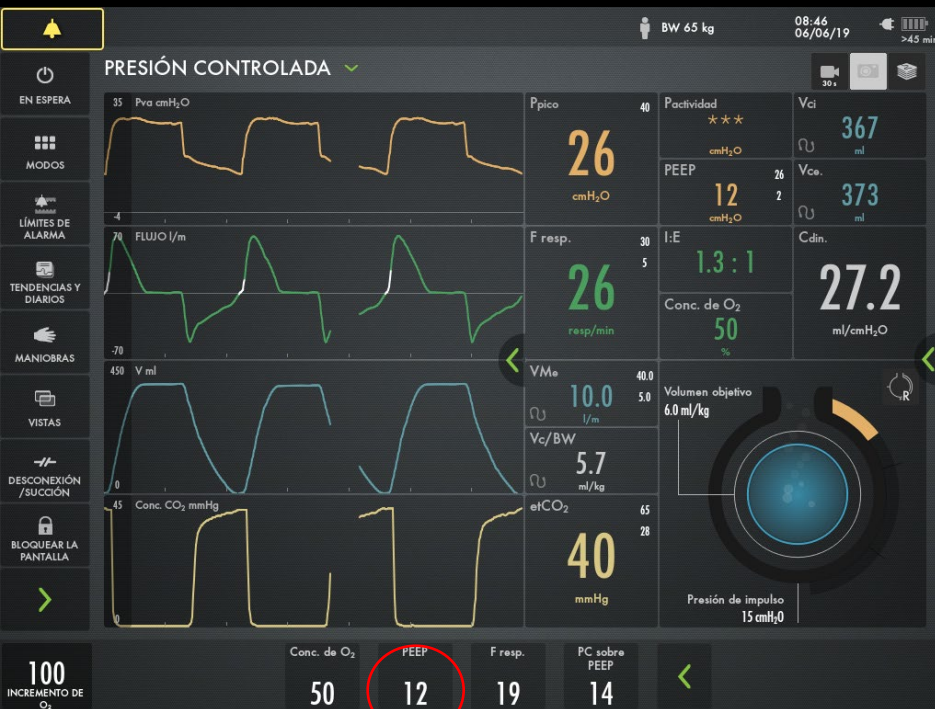 BW 65 kg
08:46
06/06/19
>45 min
PRESIÓN CONTROLADA
30 s
EN ESPERA
MODOS
LÍMITES DE
ALARMA
TENDENCIAS Y
DIARIOS
MANIOBRAS
VISTAS
DESCONEXIÓN
/SUCCIÓN
BLOQUEAR LA
PANTALLA
35 Pva cmH₂O
-4
70 FLUJO l/m
-70
450 V ml
0
45 Conc. CO₂ mmHg
0
Ppico 40
26
cmH₂O
Pactividad
***
cmH₂O
Vci
367
ml
PEEP 26
12 2
cmH₂O
Vce.
373
ml
F resp. 30
5
26
resp/min
I:E
1.3 : 1
Conc. de O₂
50
%
Cdin.
27.2
ml/cmH₂O
VMe 40.0
10.0 5.0
l/m
Vc/BW
5.7
ml/kg
etCO₂ 65
28
40
mmHg
Volumen objetivo
6.0 ml/kg
R
Presión de impulso
15 cmH₂O
100
INCREMENTO DE
O₂
Conc. de O₂
50
PEEP
12
F resp.
19
PC sobre
PEEP
14